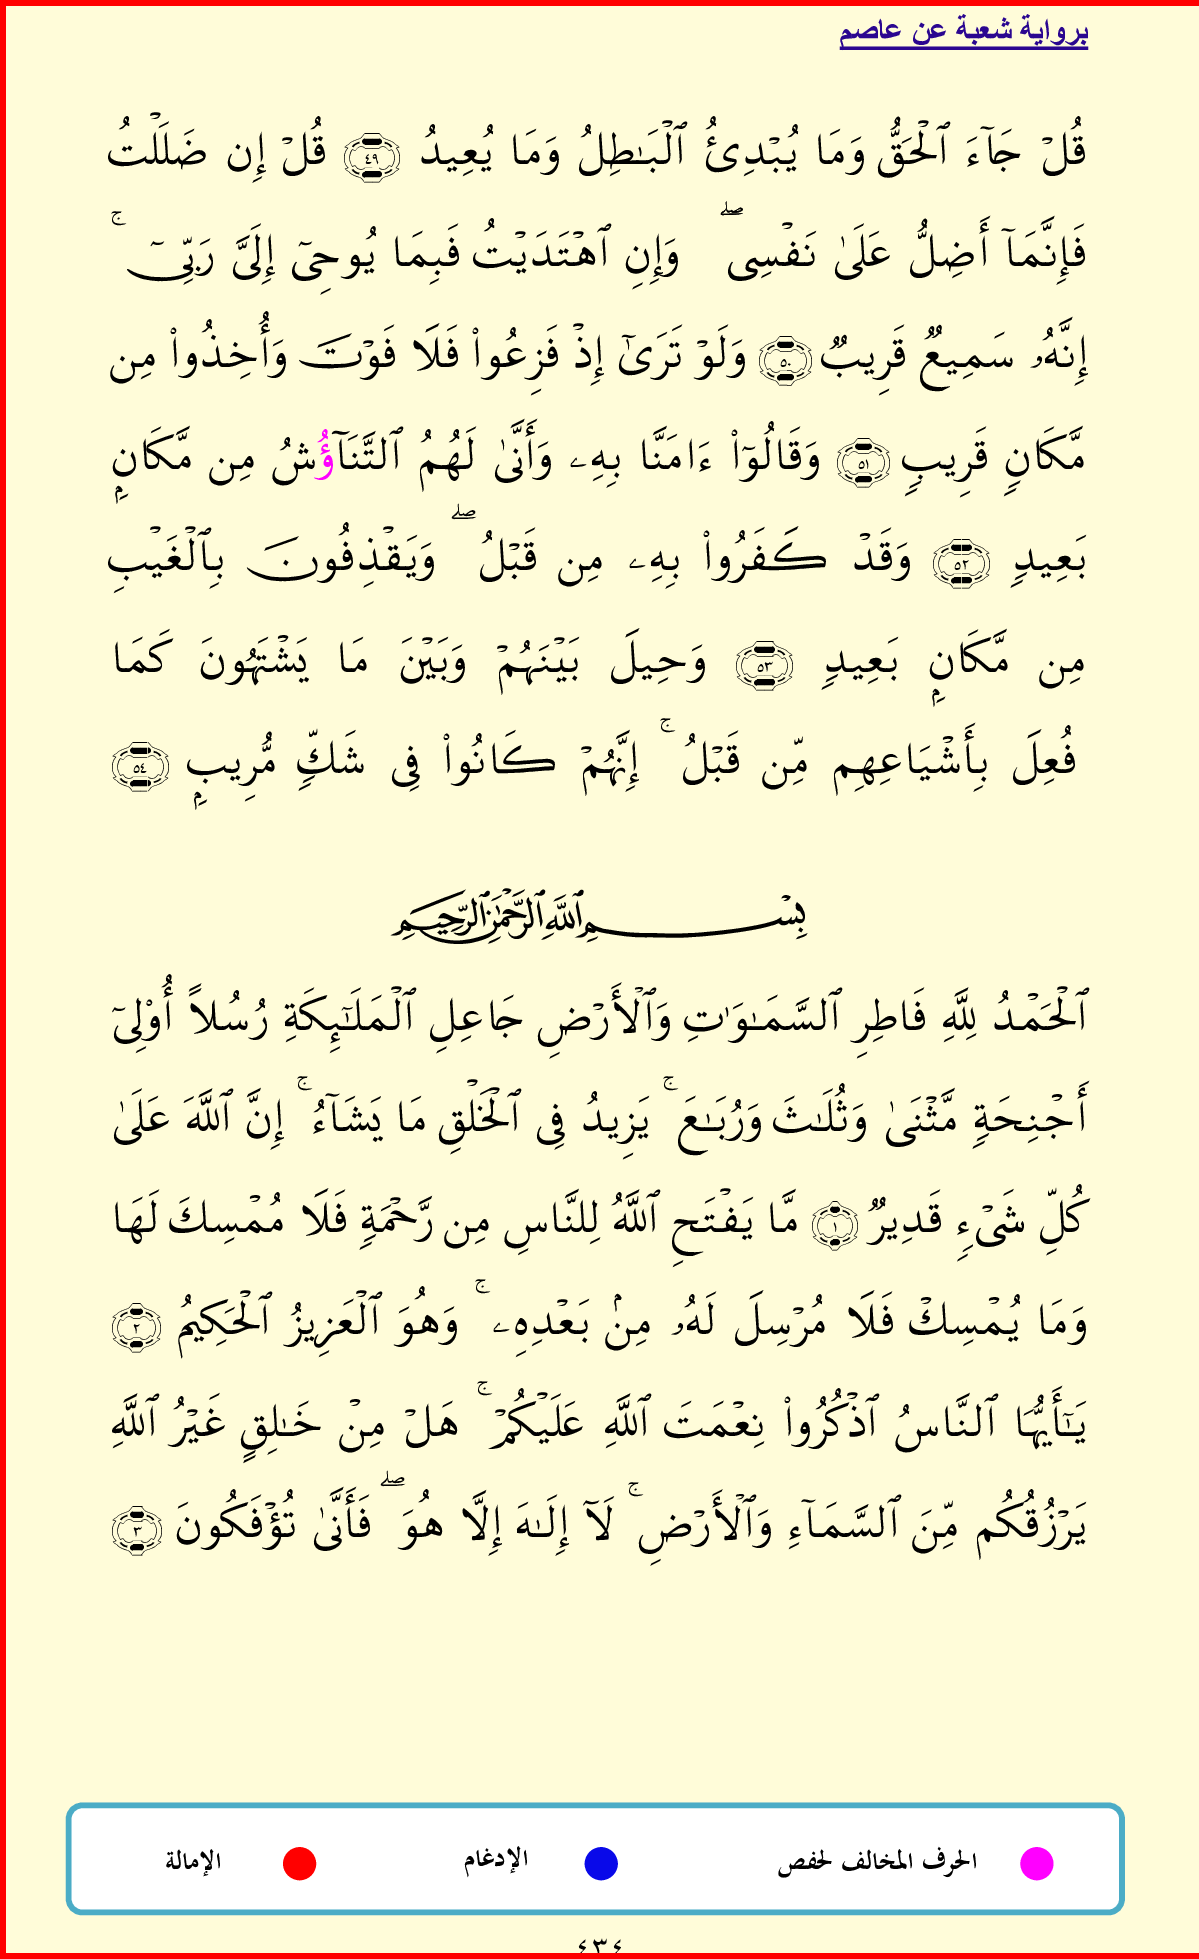 برواية شعبة عن عاصم
قُلۡ جَآءَ ٱلۡحَقُّ وَمَا يُبۡدِئُ ٱلۡبَـٰطِلُ وَمَا يُعِيدُ ٤٩ قُلۡ إِن ضَلَلۡتُ
فَإِنَّمَآ أَضِلُّ عَلَىٰ نَفۡسِى ۖ وَإِنِ ٱهۡتَدَيۡتُ فَبِمَا يُوحِىٓ إِلَىَّ رَبِّىٓ ۚ
إِنَّهُۥ سَمِيعٌ قَرِيبٌ ٥٠ وَلَوۡ تَرَىٰٓ إِذۡ فَزِعُوا۟ فَلَا فَوۡتَ وَأُخِذُوا۟ مِن
مَّكَانٍ قَرِيبٍ ٥١ وَقَالُوٓا۟ ءَامَنَّا بِهِۦ وَأَنَّىٰ لَهُمُ ٱلتَّنَآؤُشُ مِن مَّكَانٍۭ
بَعِيدٍ ٥٢ وَقَدۡ كَفَرُوا۟ بِهِۦ مِن قَبۡلُ ۖ وَيَقۡذِفُونَ بِٱلۡغَيۡبِ
مِن مَّكَانٍۭ بَعِيدٍ ٥٣ وَحِيلَ بَيۡنَهُمۡ وَبَيۡنَ مَا يَشۡتَهُونَ كَمَا
فُعِلَ بِأَشۡيَاعِهِم مِّن قَبۡلُ ۚ إِنَّهُمۡ كَانُوا۟ فِى شَكٍّ مُّرِيبٍۭ ٥٤
بِسۡمِ ٱللَّهِ ٱلرَّحۡمَـٰنِ ٱلرَّحِيمِ
ٱلۡحَمۡدُ لِلَّهِ فَاطِرِ ٱلسَّمَـٰوَٰتِ وَٱلۡأَرۡضِ جَاعِلِ ٱلۡمَلَـٰٓئِكَةِ رُسُلاً أُو۟لِىٓ
أَجۡنِحَةٍ مَّثۡنَىٰ وَثُلَـٰثَ وَرُبَـٰعَ ۚ يَزِيدُ فِى ٱلۡخَلۡقِ مَا يَشَآءُ ۚ إِنَّ ٱللَّهَ عَلَىٰ
كُلِّ شَىۡءٍ قَدِيرٌ ١ مَّا يَفۡتَحِ ٱللَّهُ لِلنَّاسِ مِن رَّحۡمَةٍ فَلَا مُمۡسِكَ لَهَا
وَمَا يُمۡسِكۡ فَلَا مُرۡسِلَ لَهُۥ مِنۢ بَعۡدِهِۦ ۚ وَهُوَ ٱلۡعَزِيزُ ٱلۡحَكِيمُ ٢
يَـٰٓأَيُّهَا ٱلنَّاسُ ٱذۡكُرُوا۟ نِعۡمَتَ ٱللَّهِ عَلَيۡكُمۡ ۚ هَلۡ مِنۡ خَـٰلِقٍ غَيۡرُ ٱللَّهِ
يَرۡزُقُكُم مِّنَ ٱلسَّمَآءِ وَٱلۡأَرۡضِ ۚ لَآ إِلَـٰهَ إِلَّا هُوَ ۖ فَأَنَّىٰ تُؤۡفَكُونَ ٣
الحرف المخالف لحفص الإدغام الإمالة
٤٣٤